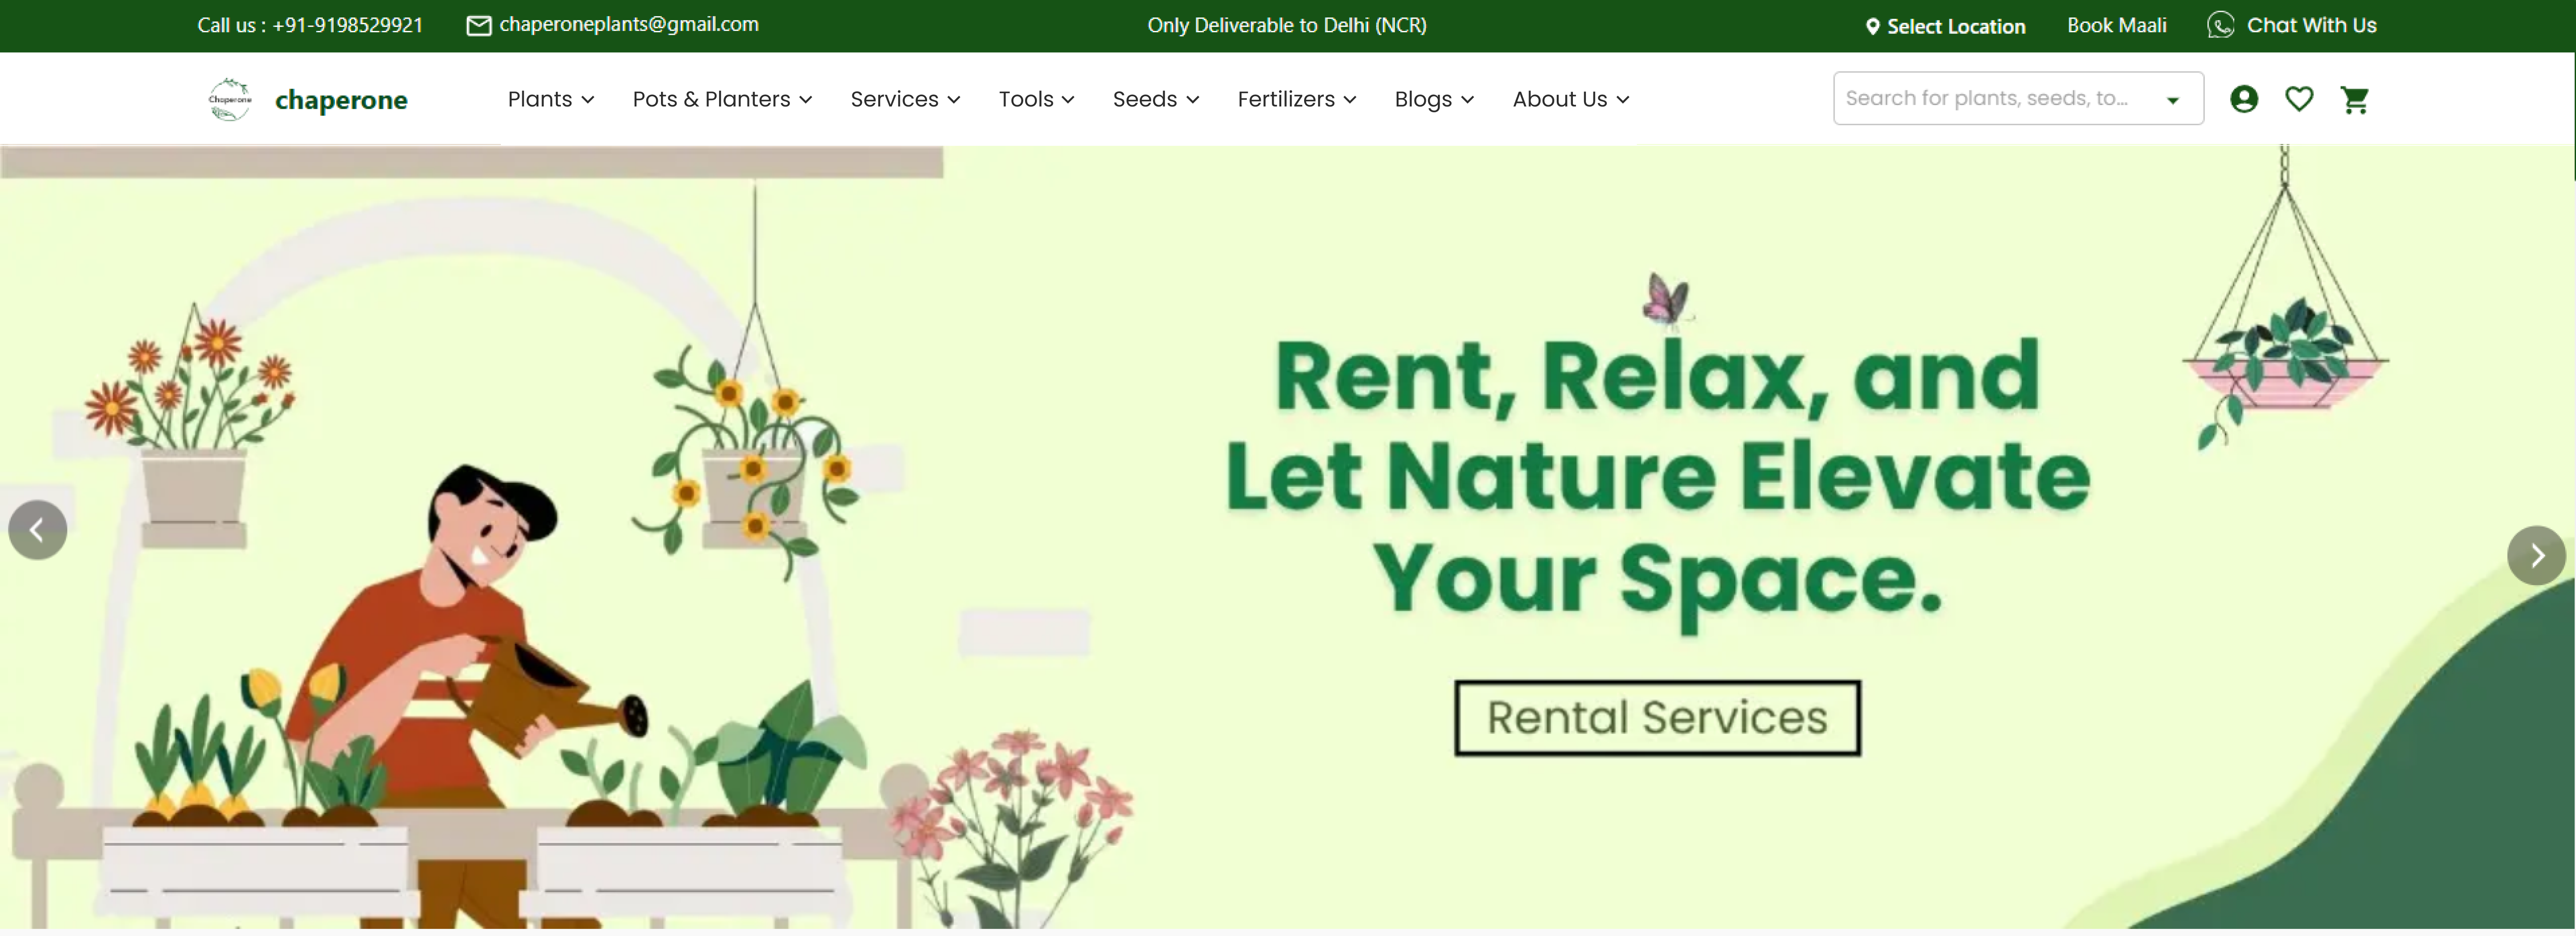 Call us : +91-9198529921 chaperoneplants@gmail.com Only Deliverable to Delhi (NCR) Select Location Book Maali Chat With Us
Chaperone chaperone Plants Pots & Planters Services Tools Seeds Fertilizers Blogs About Us Search for plants, seeds, to...
Rent, Relax, and
Let Nature Elevate
Your Space.
Rental Services